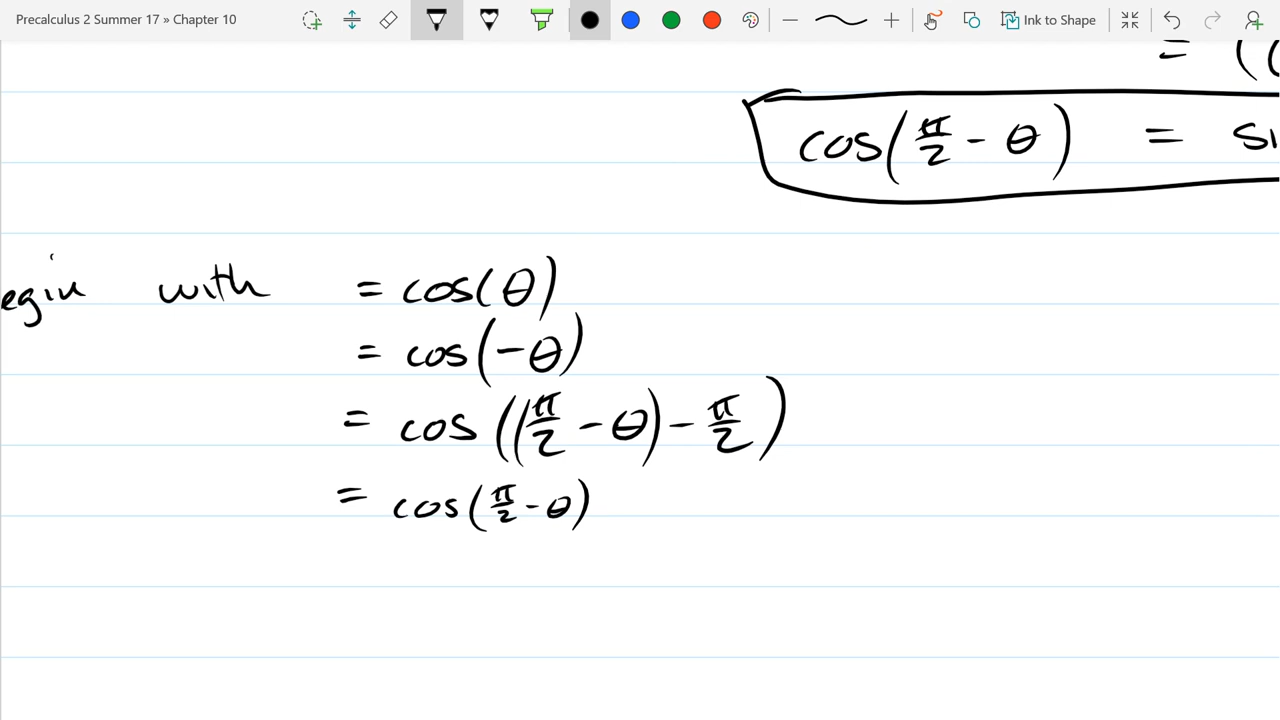 Precalculus 2 Summer 17 » Chapter 10
Ink to Shape
= ((
cos(π/2 - θ) = si
egin with = cos(θ)
= cos(-θ)
= cos((π/2 - θ) - π/2)
= cos(π/2 - θ)